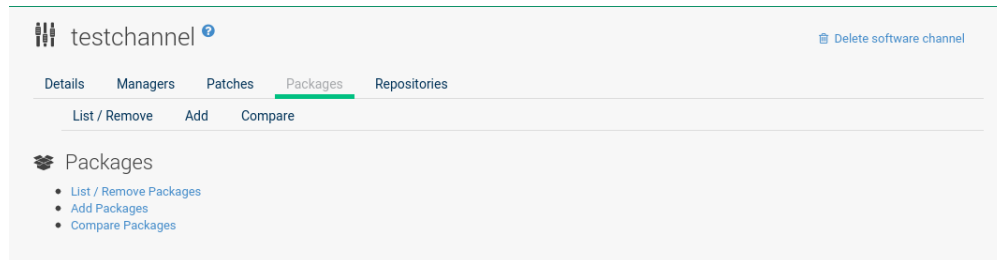 testchannel ?
Delete software channel
Details Managers Patches Packages Repositories
List / Remove Add Compare
Packages
• List / Remove Packages
• Add Packages
• Compare Packages